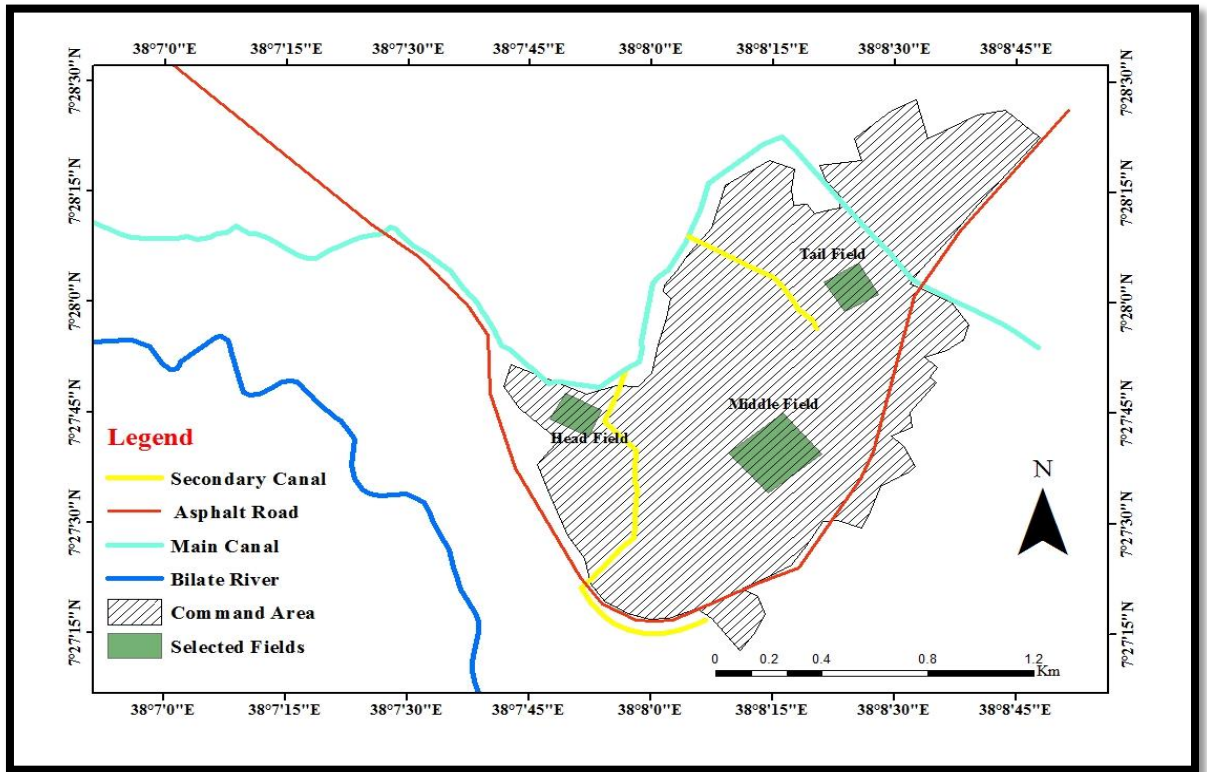 38°7'0"E 38°7'15"E 38°7'30"E 38°7'45"E 38°8'0"E 38°8'15"E 38°8'30"E 38°8'45"E
7°28'30"N
7°28'15"N
7°28'0"N
7°27'45"N
7°27'30"N
7°27'15"N
Tail Field
Middle Field
Head Field
Legend
Secondary Canal
Asphalt Road
Main Canal
Bilate River
Command Area
Selected Fields
N
0 0.2 0.4 0.8 1.2
Km
7°28'30"N
7°28'15"N
7°28'0"N
7°27'45"N
7°27'30"N
7°27'15"N
38°7'0"E 38°7'15"E 38°7'30"E 38°7'45"E 38°8'0"E 38°8'15"E 38°8'30"E 38°8'45"E